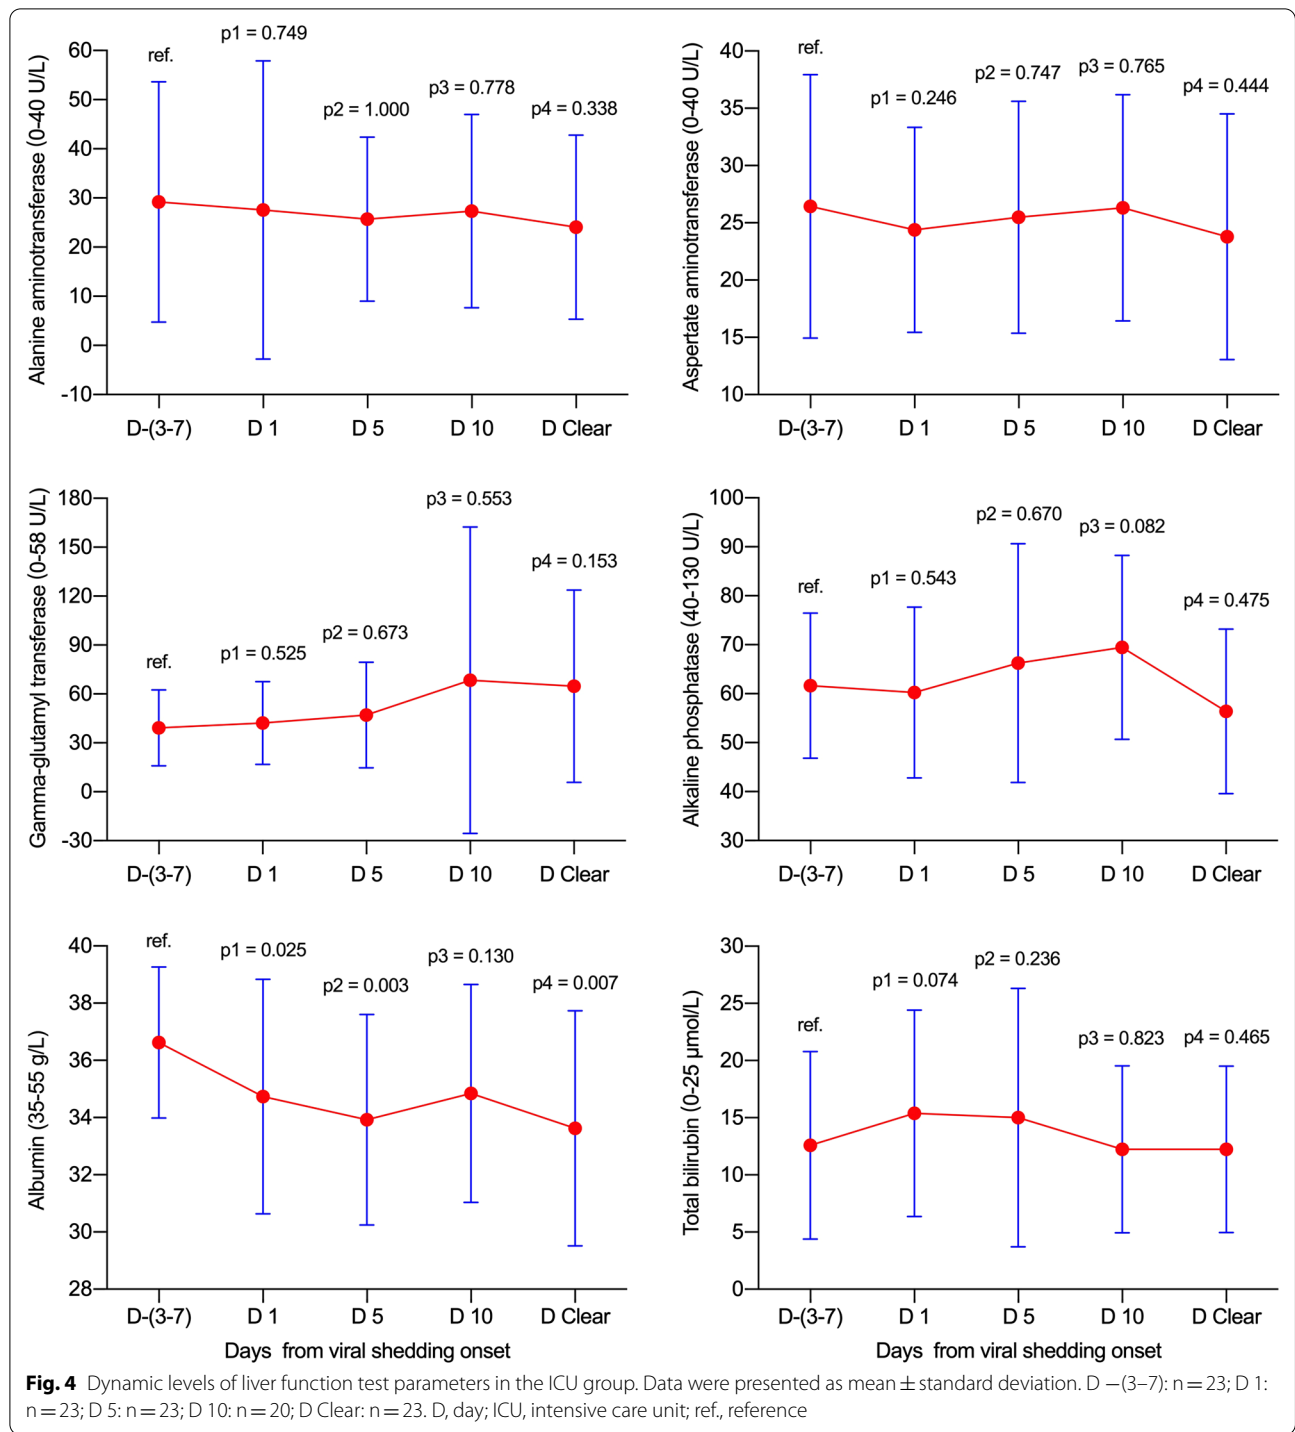 Alanine aminotransferase (0-40 U/L)
60
50
40
30
20
10
0
-10
ref.
p1 = 0.749
p2 = 1.000
p3 = 0.778
p4 = 0.338
D-(3-7)
D 1
D 5
D 10
D Clear
Aspertate aminotransferase (0-40 U/L)
40
35
30
25
20
15
10
ref.
p1 = 0.246
p2 = 0.747
p3 = 0.765
p4 = 0.444
D-(3-7)
D 1
D 5
D 10
D Clear
Gamma-glutamyl transferase (0-58 U/L)
180
150
120
90
60
30
0
-30
ref.
p1 = 0.525
p2 = 0.673
p3 = 0.553
p4 = 0.153
D-(3-7)
D 1
D 5
D 10
D Clear
Alkaline phosphatase (40-130 U/L)
100
90
80
70
60
50
40
30
ref.
p1 = 0.543
p2 = 0.670
p3 = 0.082
p4 = 0.475
D-(3-7)
D 1
D 5
D 10
D Clear
Albumin (35-55 g/L)
40
38
36
34
32
30
28
ref.
p1 = 0.025
p2 = 0.003
p3 = 0.130
p4 = 0.007
D-(3-7)
D 1
D 5
D 10
D Clear
Days from viral shedding onset
Total bilirubin (0-25 μmol/L)
30
25
20
15
10
5
0
ref.
p1 = 0.074
p2 = 0.236
p3 = 0.823
p4 = 0.465
D-(3-7)
D 1
D 5
D 10
D Clear
Days from viral shedding onset
Fig. 4 Dynamic levels of liver function test parameters in the ICU group. Data were presented as mean ± standard deviation. D −(3–7): n = 23; D 1:
n = 23; D 5: n = 23; D 10: n = 20; D Clear: n = 23. D, day; ICU, intensive care unit; ref., reference